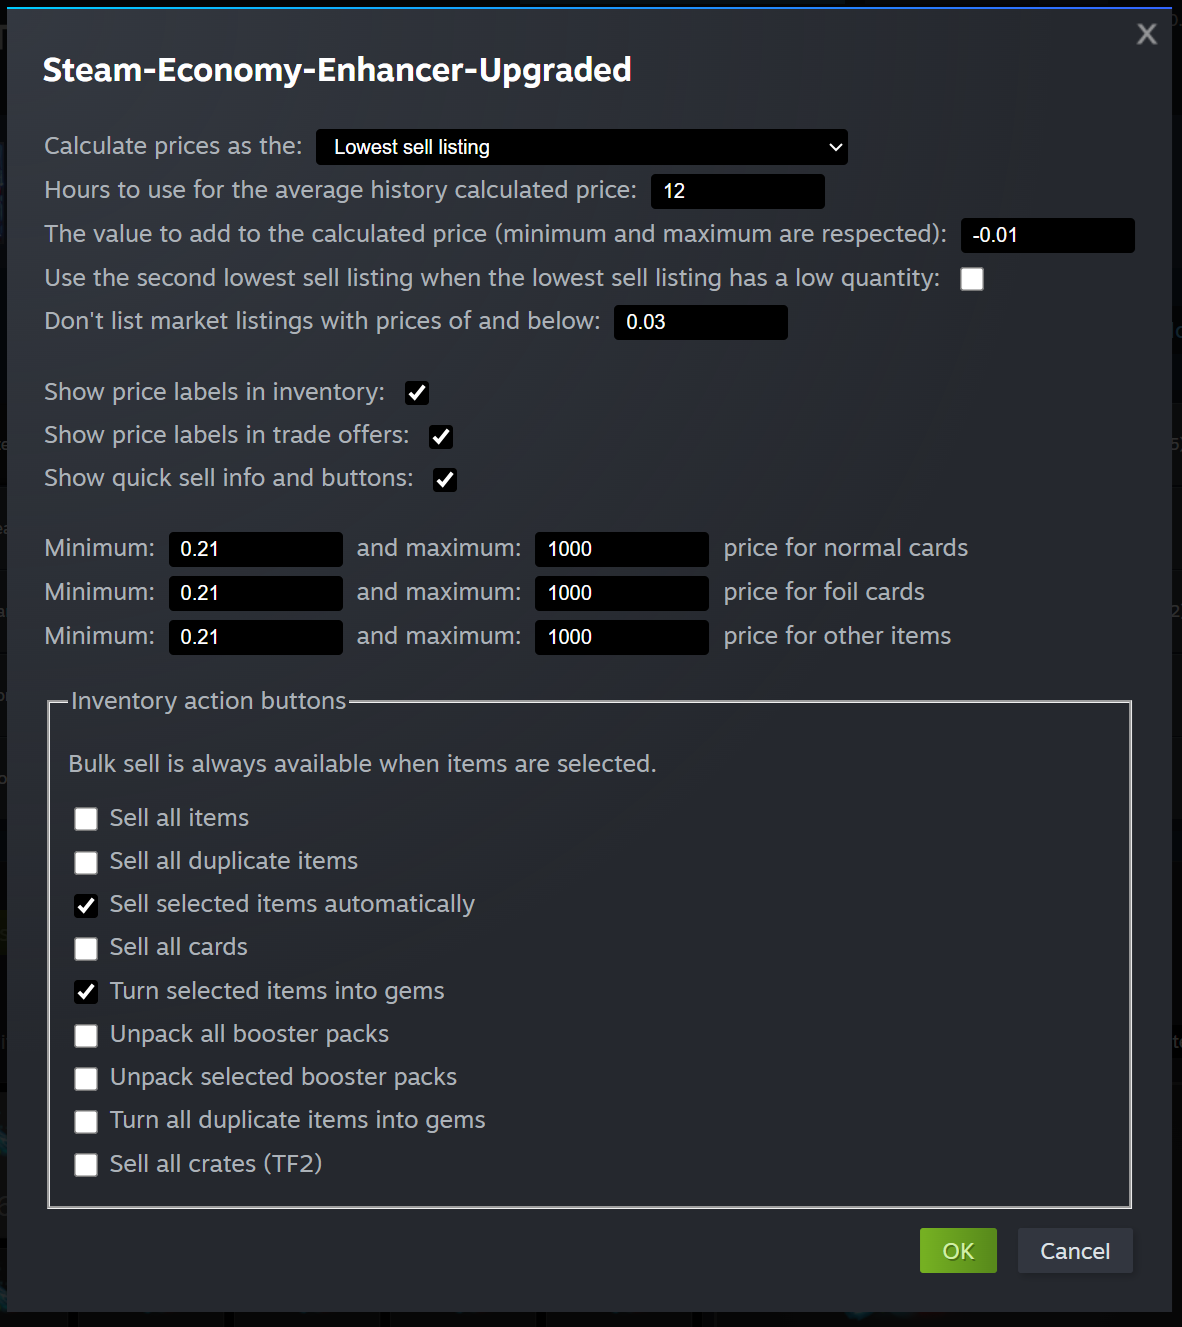 X
Steam-Economy-Enhancer-Upgraded
Calculate prices as the: Lowest sell listing
Hours to use for the average history calculated price: 12
The value to add to the calculated price (minimum and maximum are respected): -0.01
Use the second lowest sell listing when the lowest sell listing has a low quantity:
Don't list market listings with prices of and below: 0.03
Show price labels in inventory:
Show price labels in trade offers:
Show quick sell info and buttons:
Minimum: 0.21 and maximum: 1000 price for normal cards
Minimum: 0.21 and maximum: 1000 price for foil cards
Minimum: 0.21 and maximum: 1000 price for other items
Inventory action buttons
Bulk sell is always available when items are selected.
Sell all items
Sell all duplicate items
Sell selected items automatically
Sell all cards
Turn selected items into gems
Unpack all booster packs
Unpack selected booster packs
Turn all duplicate items into gems
Sell all crates (TF2)
OK Cancel